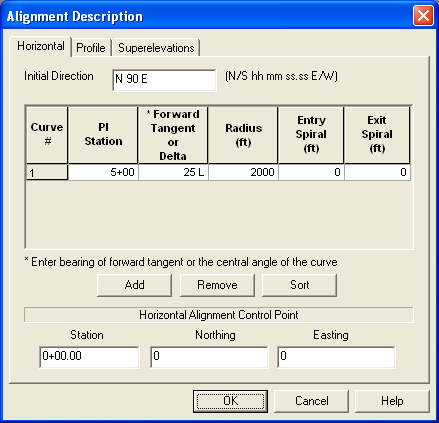 Alignment Description
Horizontal Profile Superelevations
Initial Direction N 90 E (N/S hh mm ss.ss E/W)
Curve # PI Station * Forward Tangent or Delta Radius (ft) Entry Spiral (ft) Exit Spiral (ft)
1 5+00 25 L 2000 0 0
* Enter bearing of forward tangent or the central angle of the curve
Add Remove Sort
Horizontal Alignment Control Point
Station Northing Easting
0+00.00 0 0
OK Cancel Help